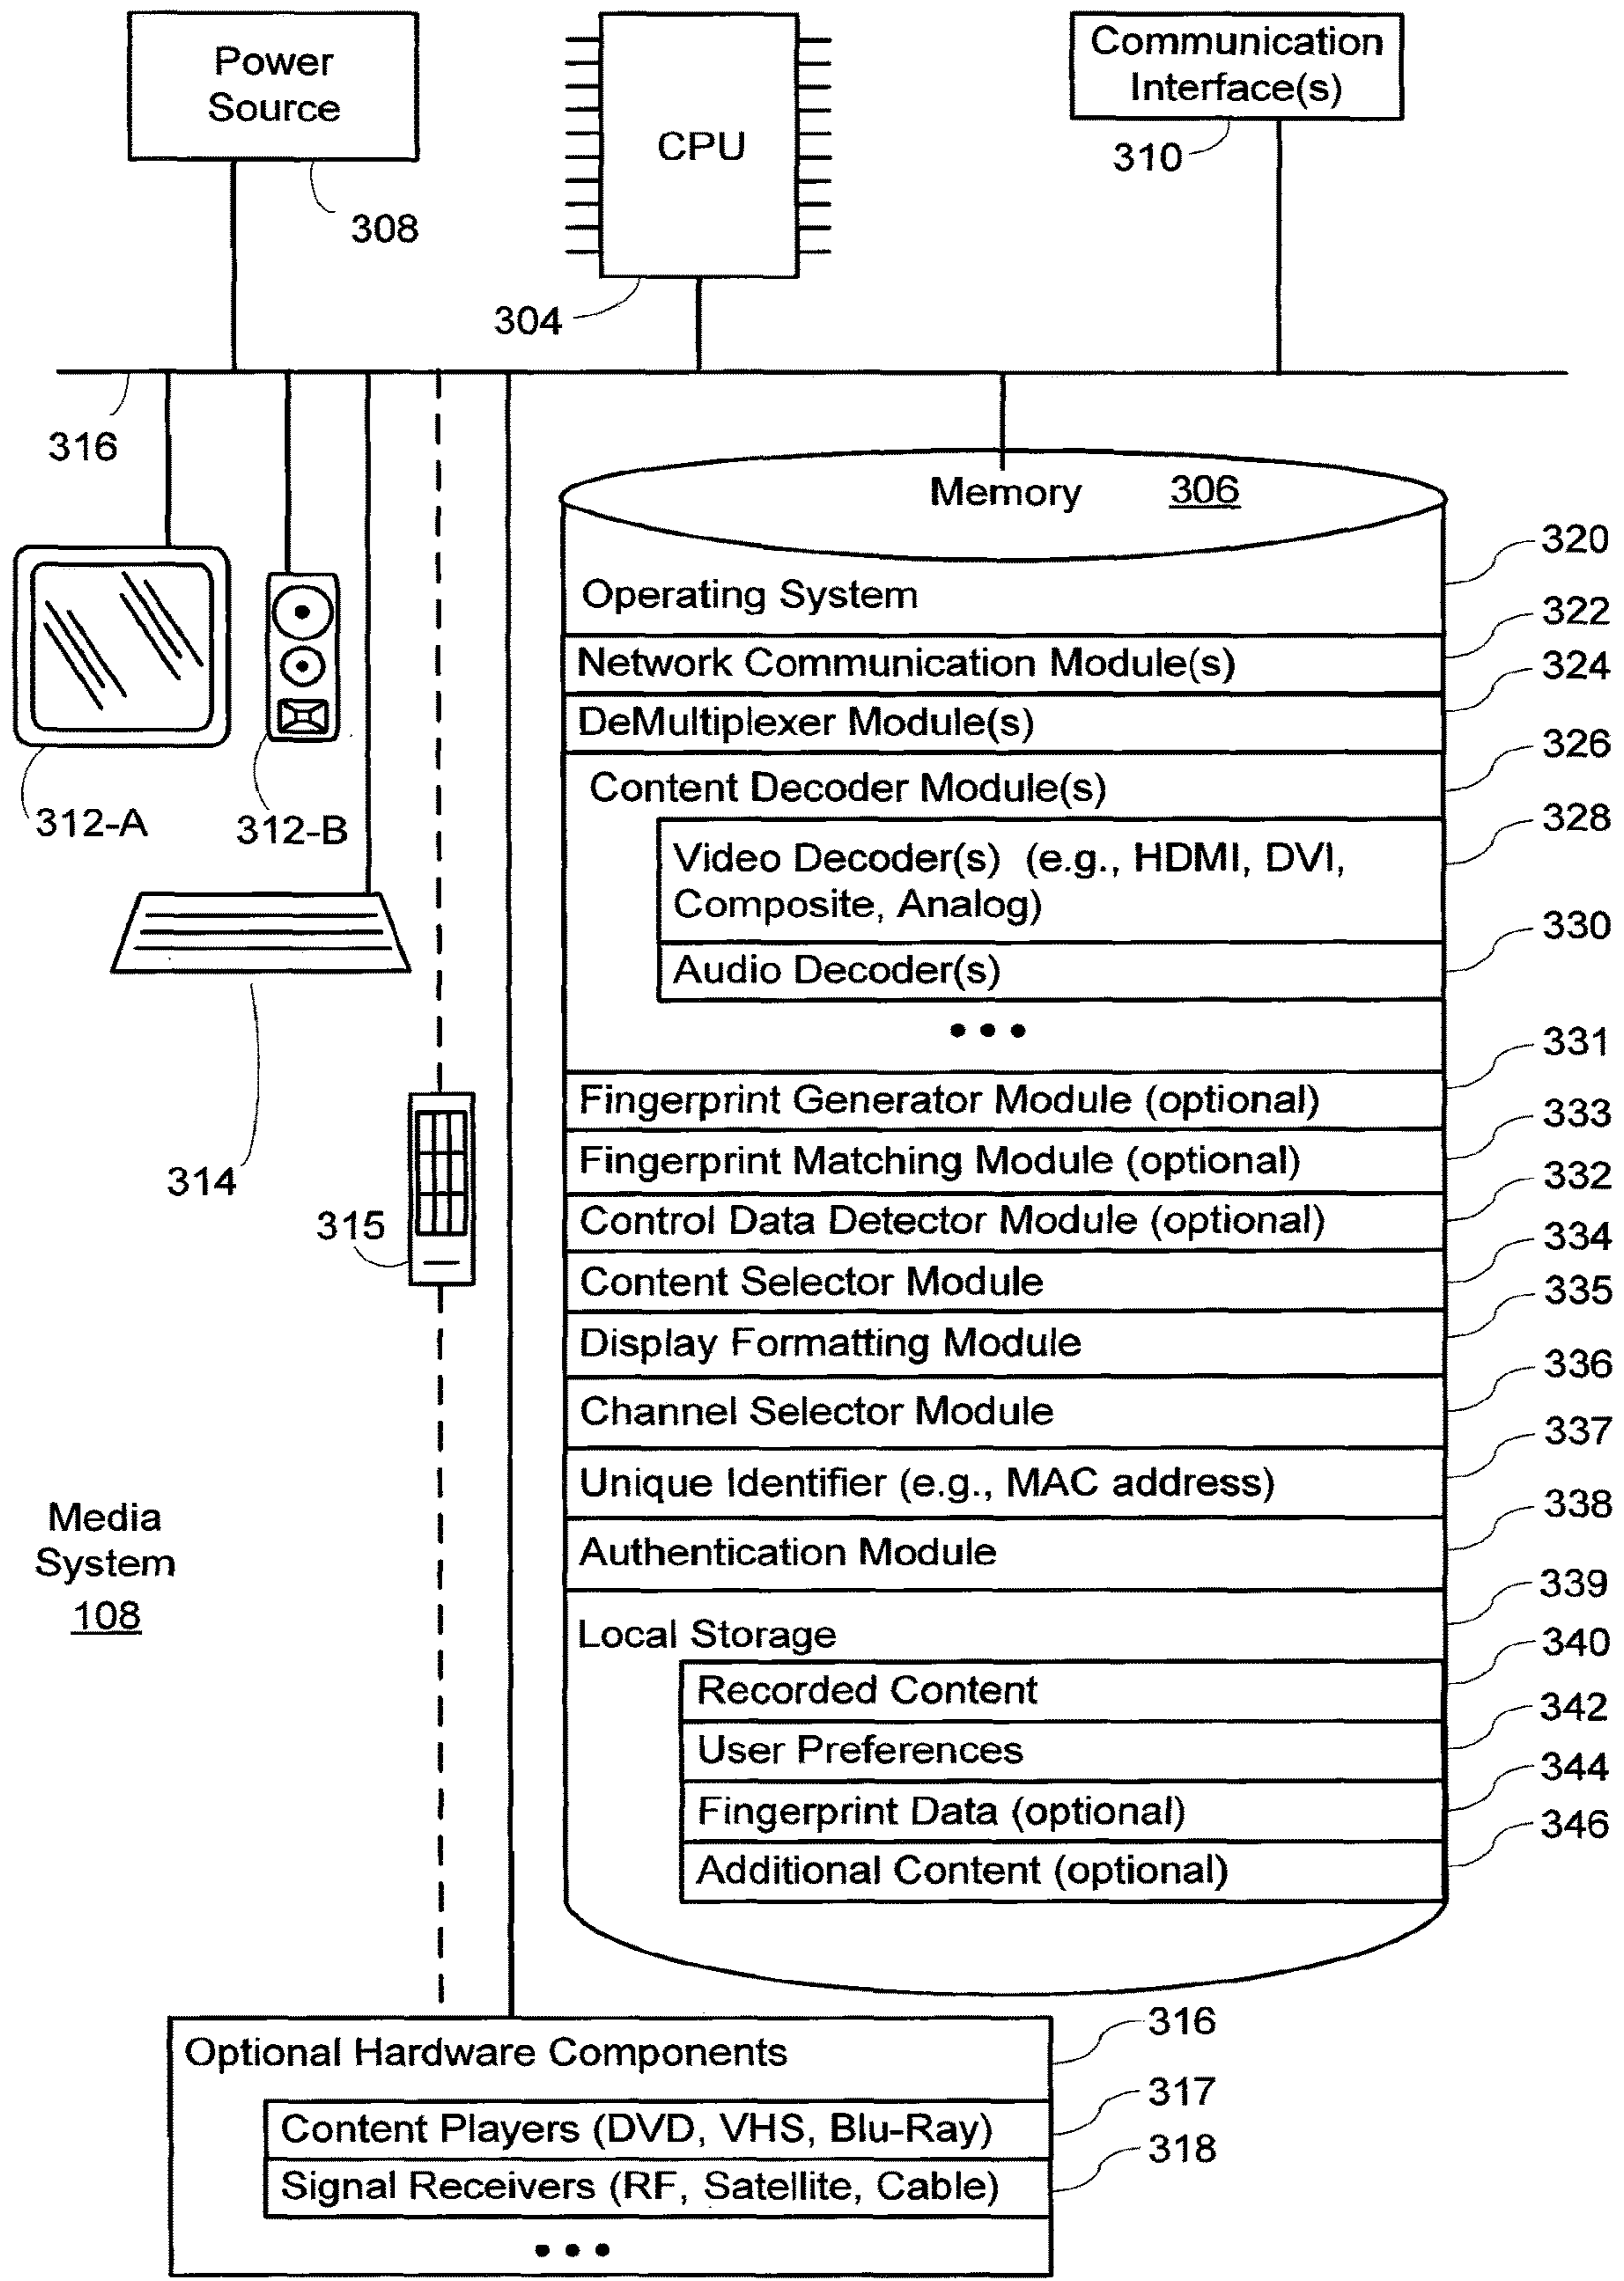 Power
Source
308
CPU
304
Communication
Interface(s)
310
316
Memory 306
Operating System
320
Network Communication Module(s)
322
DeMultiplexer Module(s)
324
Content Decoder Module(s)
326
Video Decoder(s) (e.g., HDMI, DVI,
Composite, Analog)
328
Audio Decoder(s)
330
Fingerprint Generator Module (optional)
331
Fingerprint Matching Module (optional)
333
Control Data Detector Module (optional)
332
Content Selector Module
334
Display Formatting Module
335
Channel Selector Module
336
Unique Identifier (e.g., MAC address)
337
Authentication Module
338
Local Storage
339
Recorded Content
340
User Preferences
342
Fingerprint Data (optional)
344
Additional Content (optional)
346
312-A
312-B
314
315
Media
System
108
Optional Hardware Components
316
Content Players (DVD, VHS, Blu-Ray)
317
Signal Receivers (RF, Satellite, Cable)
318